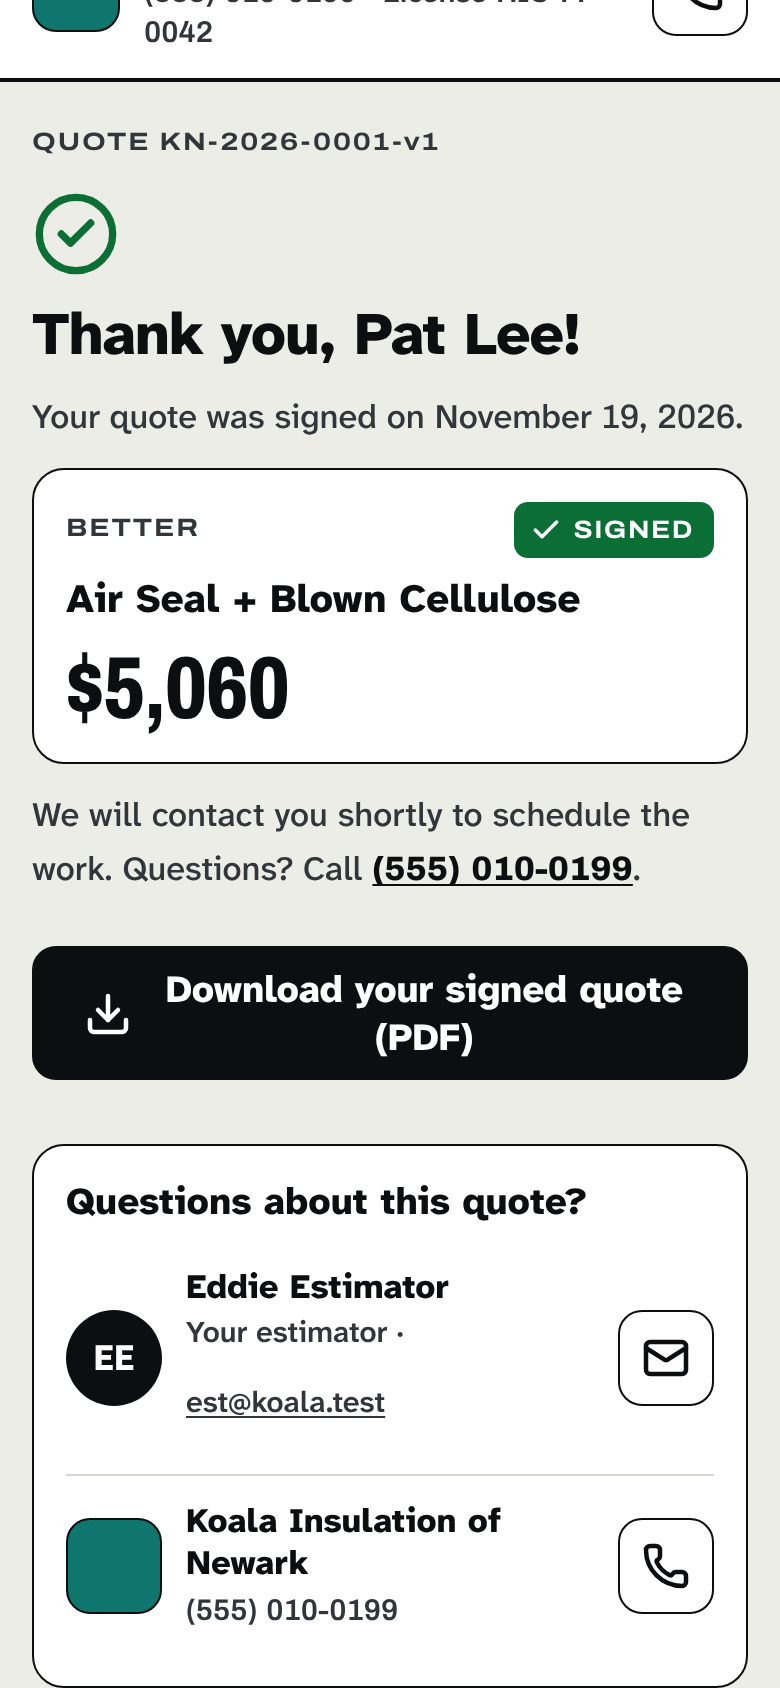 0042
QUOTE KN-2026-0001-v1
Thank you, Pat Lee!
Your quote was signed on November 19, 2026.
BETTER
SIGNED
Air Seal + Blown Cellulose
$5,060
We will contact you shortly to schedule the
work. Questions? Call (555) 010-0199.
Download your signed quote
(PDF)
Questions about this quote?
EE
Eddie Estimator
Your estimator ·
est@koala.test
Koala Insulation of
Newark
(555) 010-0199